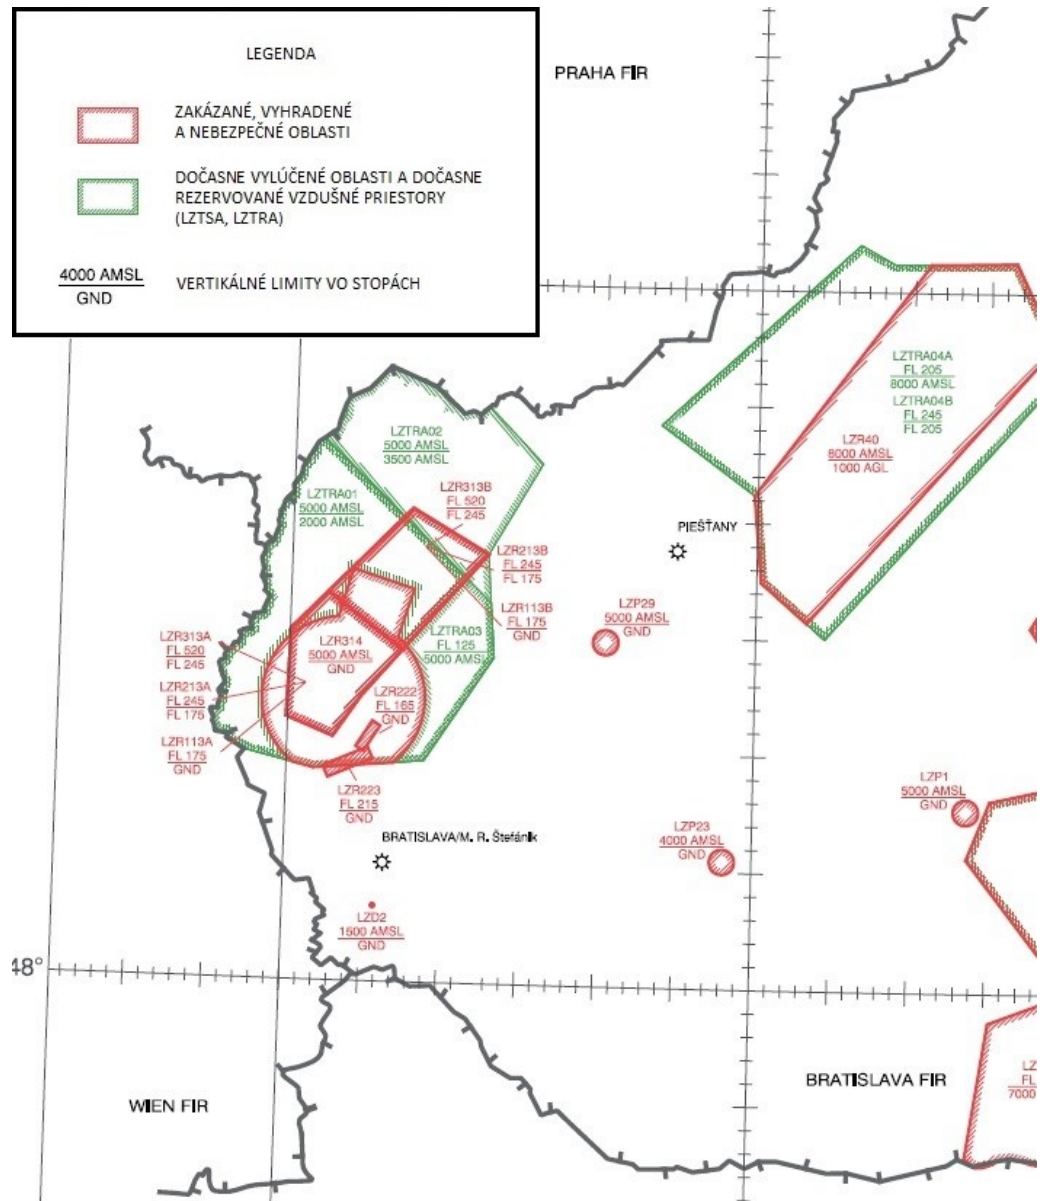 LEGENDA
ZAKÁZANÉ, VYHRADENÉ
A NEBEZPEČNÉ OBLASTI
DOČASNE VYLÚČENÉ OBLASTI A DOČASNE
REZERVOVANÉ VZDUŠNÉ PRIESTORY
(LZTSA, LZTRA)
4000 AMSL
GND
VERTIKÁLNÉ LIMITY VO STOPÁCH
PRAHA FIR
LZTRA04A
FL 205
8000 AMSL
LZTRA04B
FL 245
FL 205
LZR40
8000 AMSL
1000 AGL
LZTRA02
5000 AMSL
3500 AMSL
LZR313B
FL 520
FL 245
LZTRA01
5000 AMSL
2000 AMSL
PIEŠŤANY
LZR213B
FL 245
FL 175
LZR113B
FL 175
GND
LZP29
5000 AMSL
GND
LZTRA03
FL 125
5000 AMSL
LZR314
5000 AMSL
GND
LZR313A
FL 520
FL 245
LZR213A
FL 245
FL 175
LZR222
FL 165
GND
LZR113A
FL 175
GND
LZR223
FL 215
GND
LZP1
5000 AMSL
GND
BRATISLAVA/M. R. Štefánik
LZP23
4000 AMSL
GND
LZD2
1500 AMSL
GND
48°
BRATISLAVA FIR
WIEN FIR
LZ
FL
7000